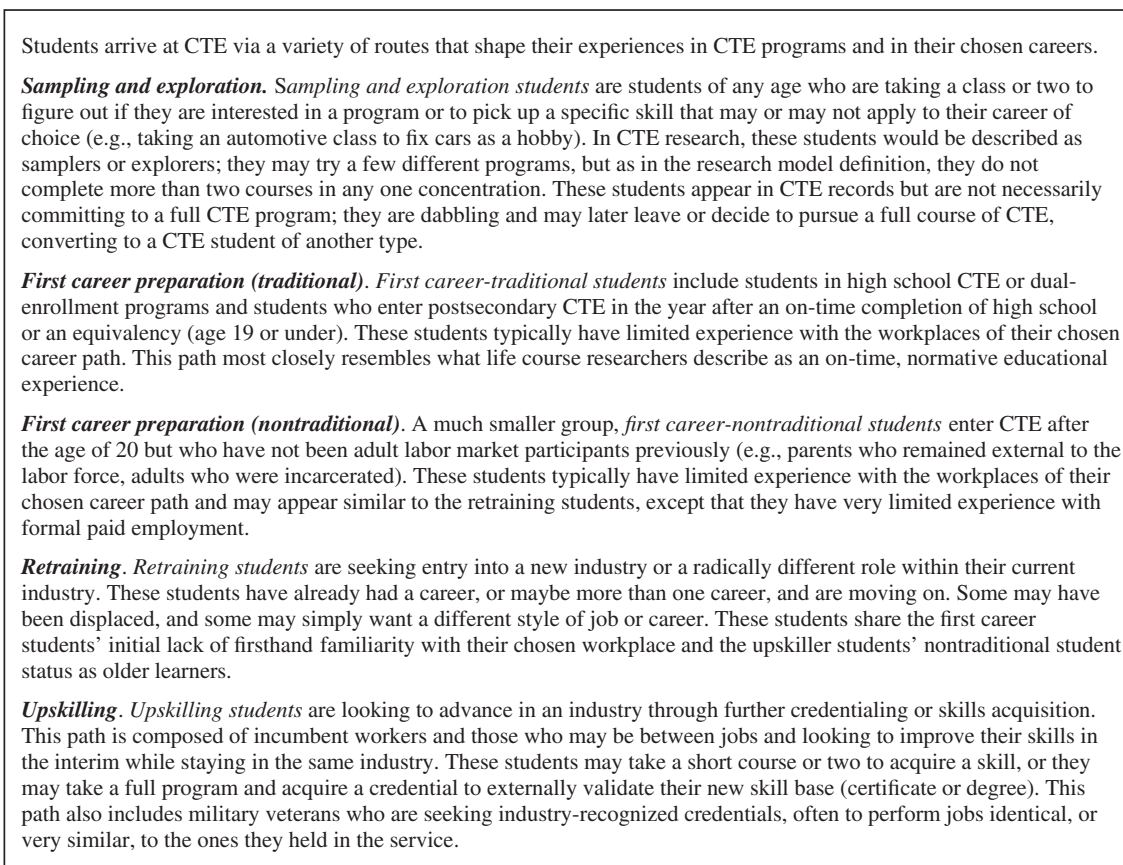 Students arrive at CTE via a variety of routes that shape their experiences in CTE programs and in their chosen careers.
Sampling and exploration. Sampling and exploration students are students of any age who are taking a class or two to
figure out if they are interested in a program or to pick up a specific skill that may or may not apply to their career of
choice (e.g., taking an automotive class to fix cars as a hobby). In CTE research, these students would be described as
samplers or explorers; they may try a few different programs, but as in the research model definition, they do not
complete more than two courses in any one concentration. These students appear in CTE records but are not necessarily
committing to a full CTE program; they are dabbling and may later leave or decide to pursue a full course of CTE,
converting to a CTE student of another type.
First career preparation (traditional). First career-traditional students include students in high school CTE or dual-
enrollment programs and students who enter postsecondary CTE in the year after an on-time completion of high school
or an equivalency (age 19 or under). These students typically have limited experience with the workplaces of their chosen
career path. This path most closely resembles what life course researchers describe as an on-time, normative educational
experience.
First career preparation (nontraditional). A much smaller group, first career-nontraditional students enter CTE after
the age of 20 but who have not been adult labor market participants previously (e.g., parents who remained external to the
labor force, adults who were incarcerated). These students typically have limited experience with the workplaces of their
chosen career path and may appear similar to the retraining students, except that they have very limited experience with
formal paid employment.
Retraining. Retraining students are seeking entry into a new industry or a radically different role within their current
industry. These students have already had a career, or maybe more than one career, and are moving on. Some may have
been displaced, and some may simply want a different style of job or career. These students share the first career
students' initial lack of firsthand familiarity with their chosen workplace and the upskiller students' nontraditional student
status as older learners.
Upskilling. Upskilling students are looking to advance in an industry through further credentialing or skills acquisition.
This path is composed of incumbent workers and those who may be between jobs and looking to improve their skills in
the interim while staying in the same industry. These students may take a short course or two to acquire a skill, or they
may take a full program and acquire a credential to externally validate their new skill base (certificate or degree). This
path also includes military veterans who are seeking industry-recognized credentials, often to perform jobs identical, or
very similar, to the ones they held in the service.